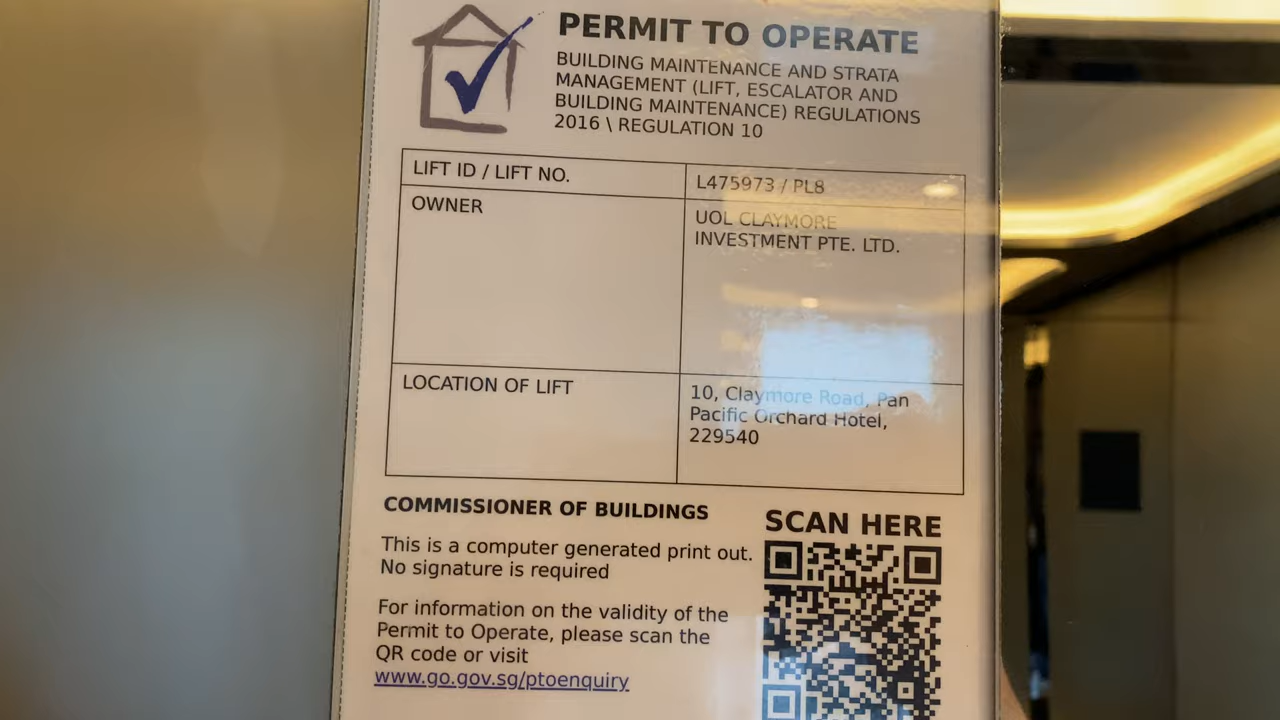 PERMIT TO OPERATE
BUILDING MAINTENANCE AND STRATA
MANAGEMENT (LIFT, ESCALATOR AND
BUILDING MAINTENANCE) REGULATIONS
2016 \ REGULATION 10
LIFT ID / LIFT NO.
L475973 / PL8
OWNER
UOL CLAYMORE
INVESTMENT PTE. LTD.
LOCATION OF LIFT
10, Claymore Road, Pan
Pacific Orchard Hotel,
229540
COMMISSIONER OF BUILDINGS
This is a computer generated print out.
No signature is required
For information on the validity of the
Permit to Operate, please scan the
QR code or visit
www.go.gov.sg/ptoenquiry
SCAN HERE